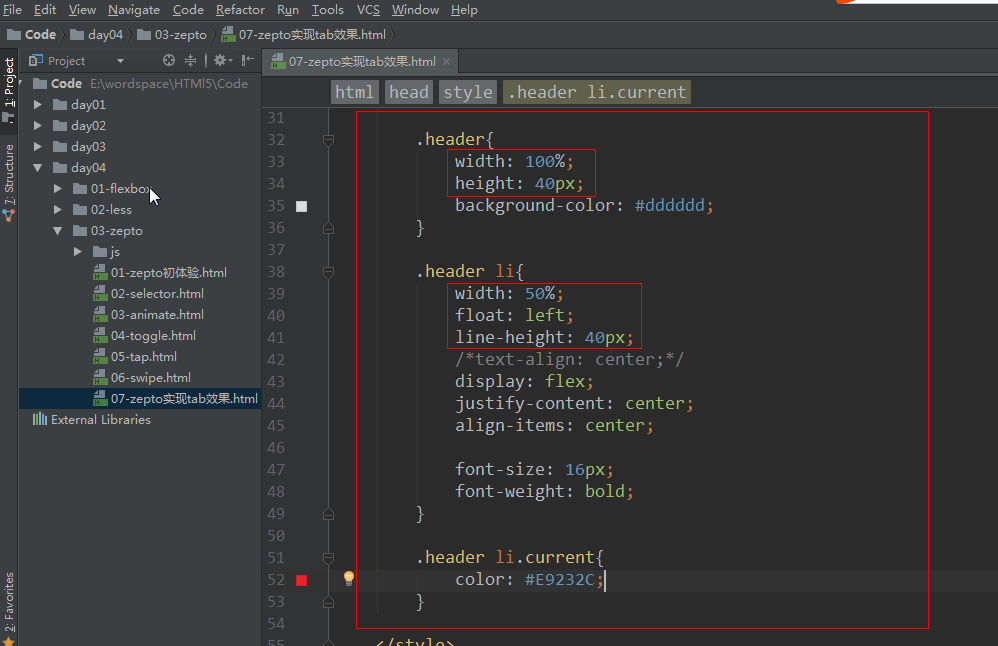 File Edit View Navigate Code Refactor Run Tools VCS Window Help
Code day04 03-zepto 07-zepto实现tab效果.html
1: Project
7: Structure
2: Favorites
Project
Code E:\wordspace\HTMl5\Code
day01
day02
day03
day04
01-flexbox
02-less
03-zepto
js
01-zepto初体验.html
02-selector.html
03-animate.html
04-toggle.html
05-tap.html
06-swipe.html
07-zepto实现tab效果.html
External Libraries
07-zepto实现tab效果.html
html head style .header li.current
31
32 .header{
33 width: 100%;
34 height: 40px;
35 background-color: #dddddd;
36 }
37
38 .header li{
39 width: 50%;
40 float: left;
41 line-height: 40px;
42 /*text-align: center;*/
43 display: flex;
44 justify-content: center;
45 align-items: center;
46
47 font-size: 16px;
48 font-weight: bold;
49 }
50
51 .header li.current{
52 color: #E9232C;
53 }
54
55 </style>